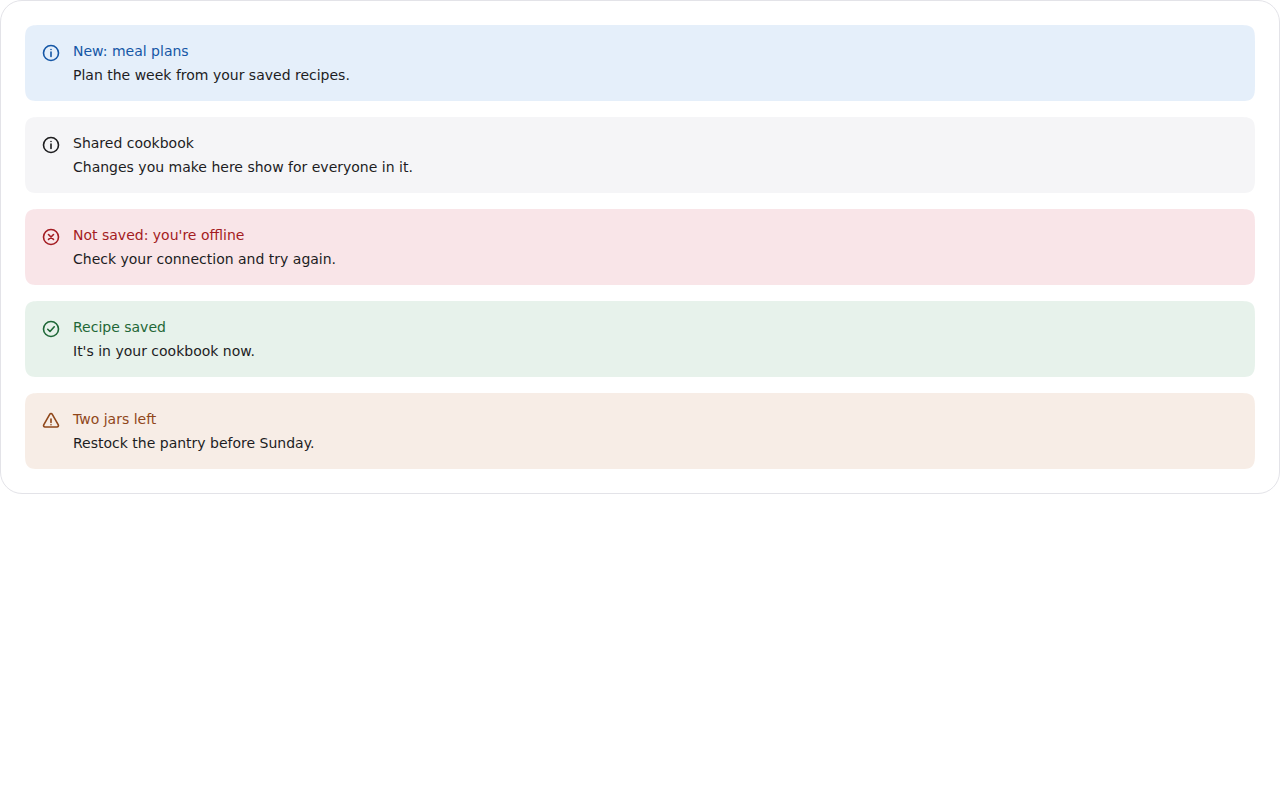 New: meal plans
Plan the week from your saved recipes.
Shared cookbook
Changes you make here show for everyone in it.
Not saved: you're offline
Check your connection and try again.
Recipe saved
It's in your cookbook now.
Two jars left
Restock the pantry before Sunday.